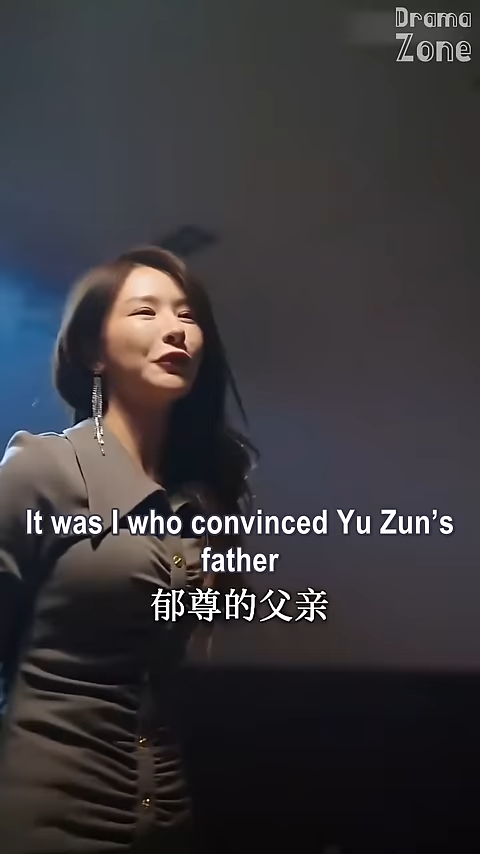 Drama
Zone
It was I who convinced Yu Zun's
father
郁尊的父亲